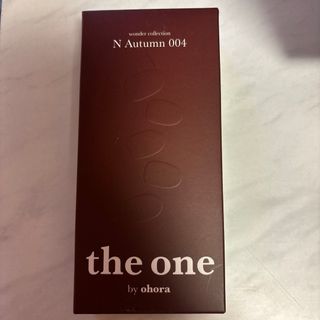 wonder collection
N Autumn 004
the one
by ohora